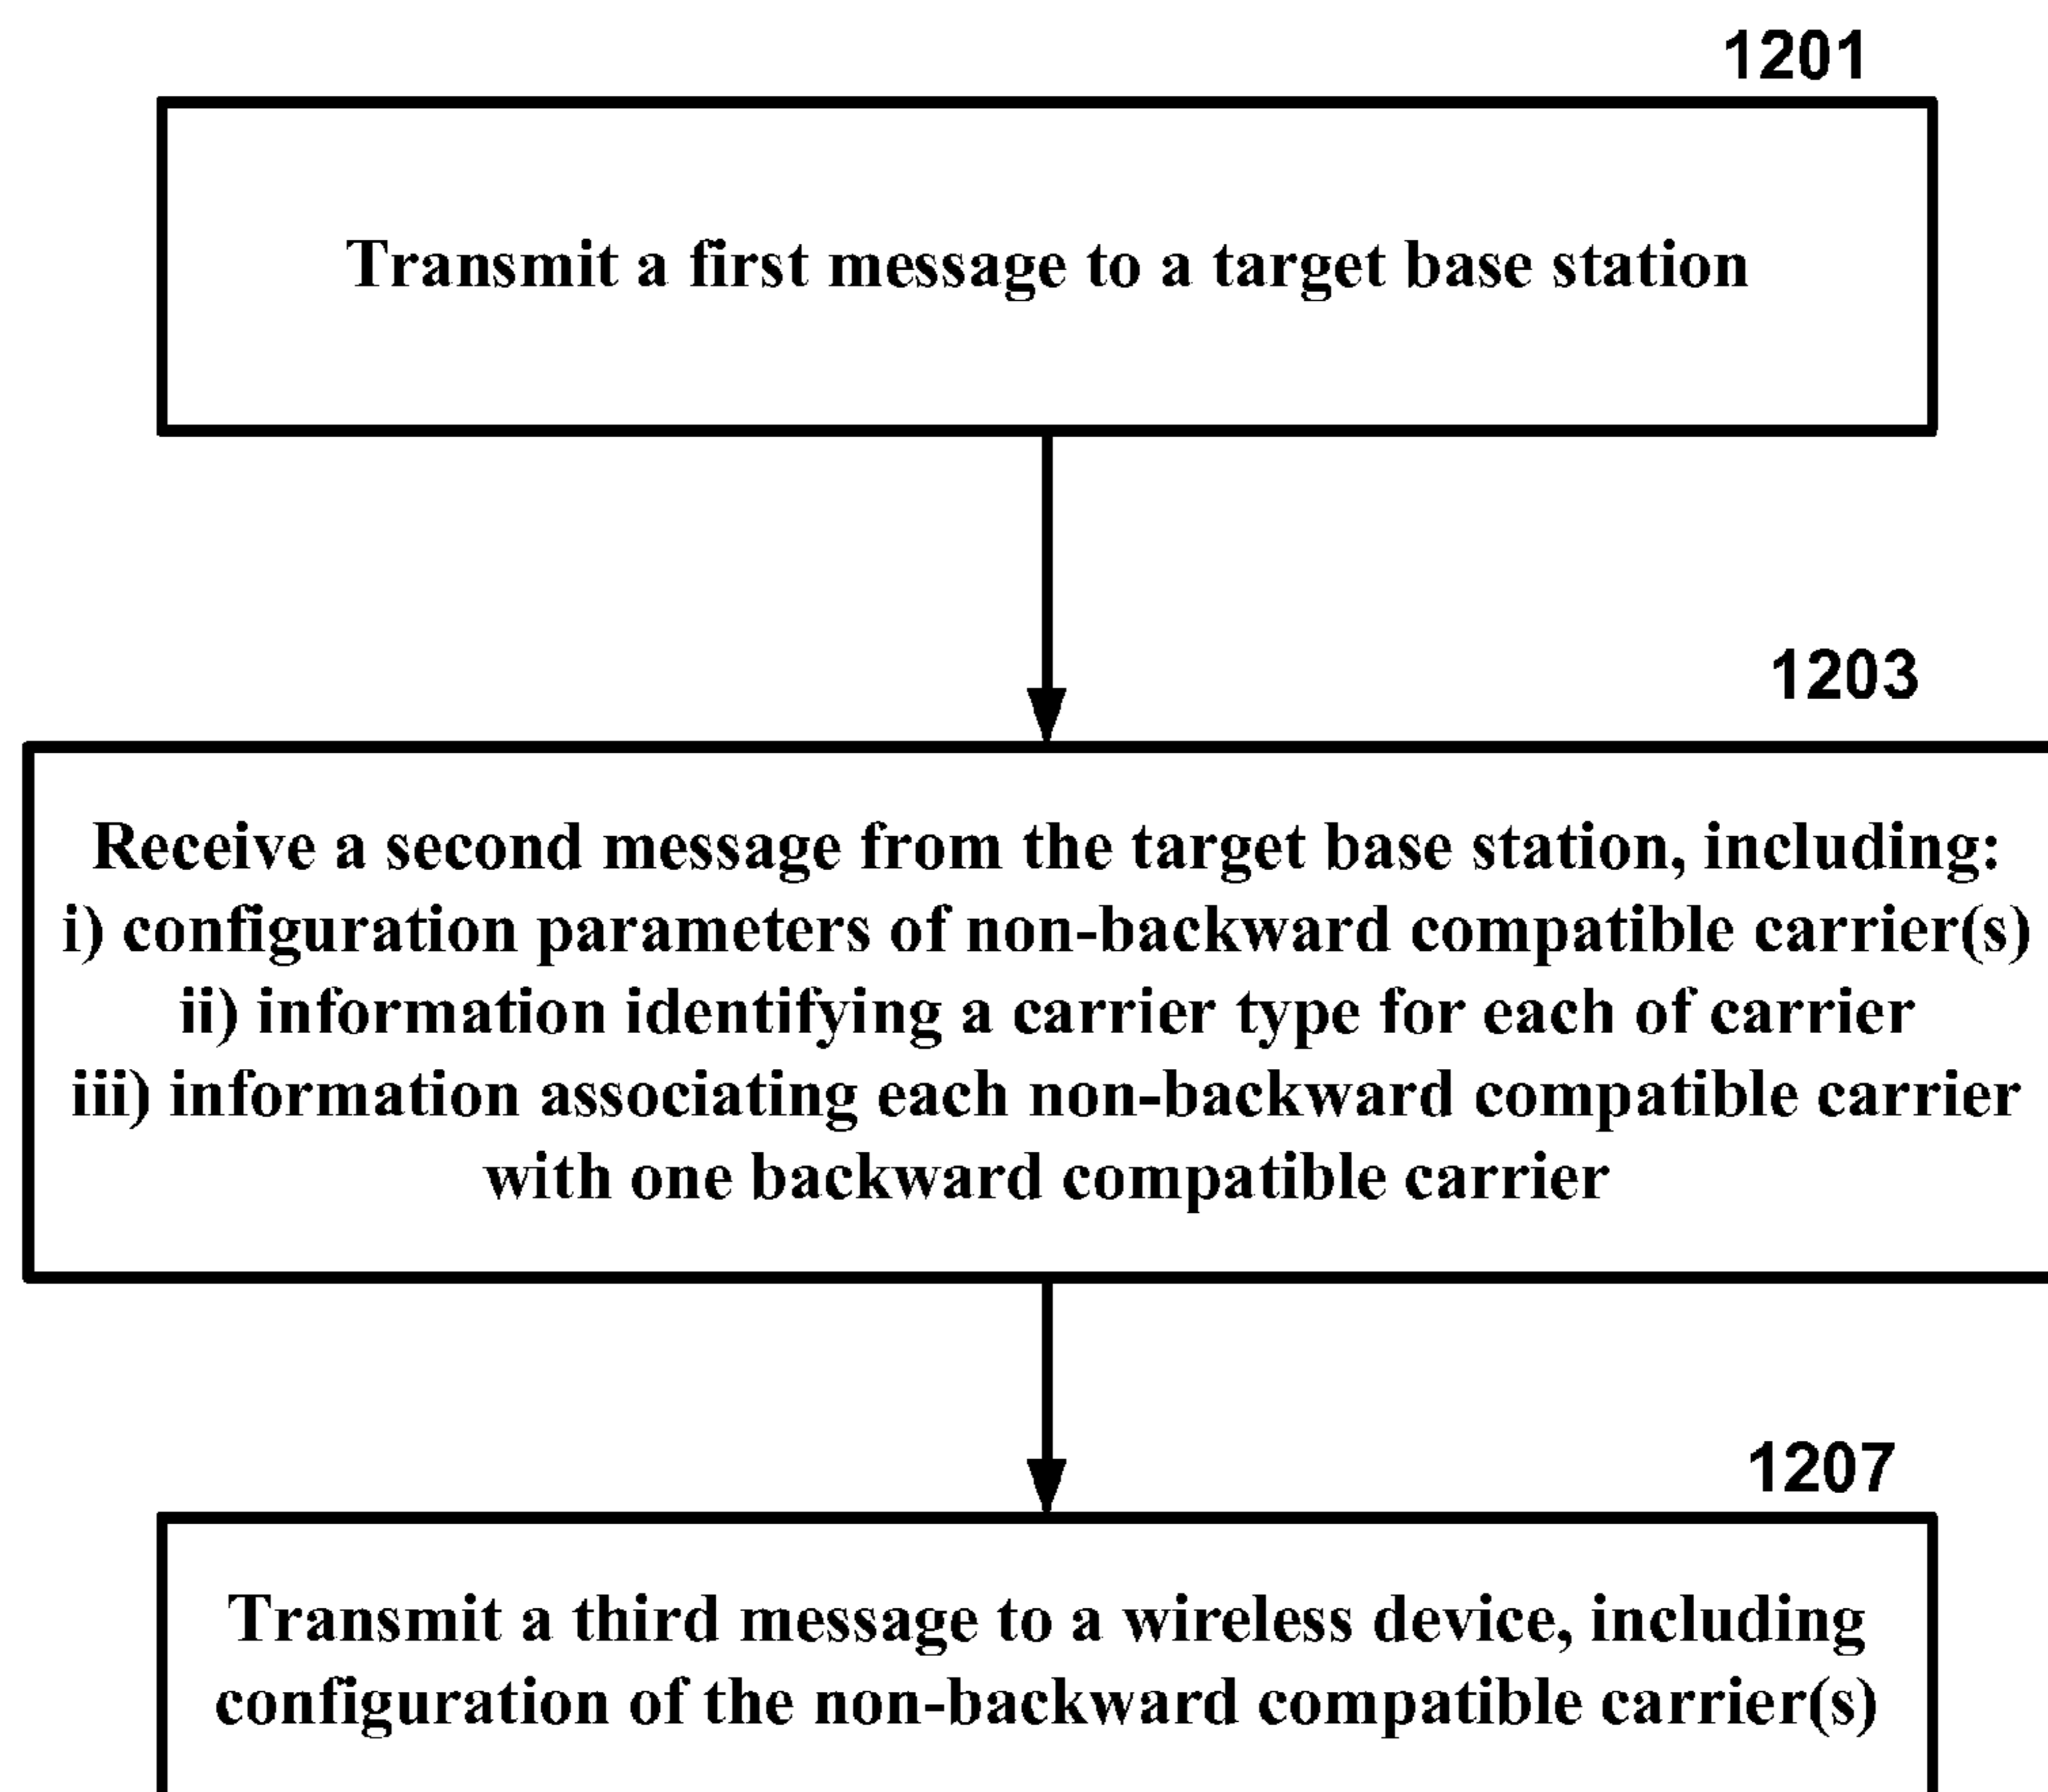 1201
Transmit a first message to a target base station
1203
Receive a second message from the target base station, including:
i) configuration parameters of non-backward compatible carrier(s)
ii) information identifying a carrier type for each of carrier
iii) information associating each non-backward compatible carrier
with one backward compatible carrier
1207
Transmit a third message to a wireless device, including
configuration of the non-backward compatible carrier(s)